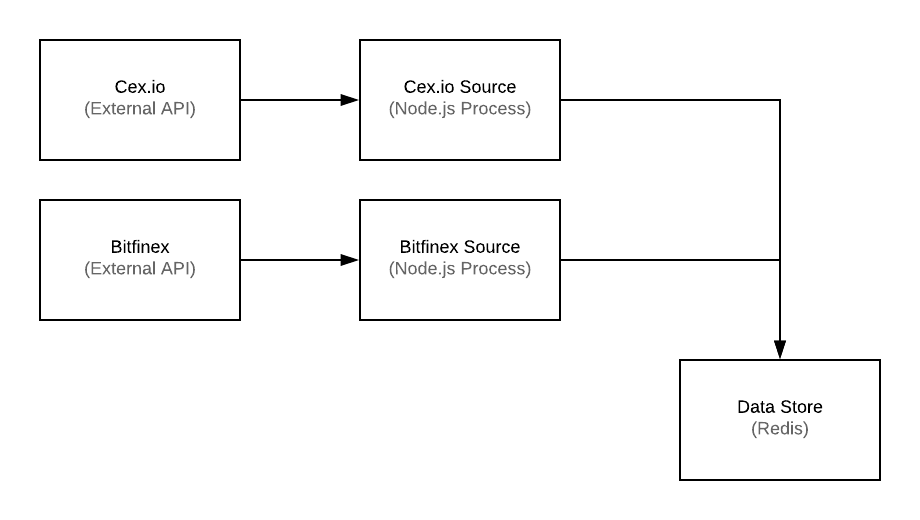 Cex.io
(External API)
Cex.io Source
(Node.js Process)
Bitfinex
(External API)
Bitfinex Source
(Node.js Process)
Data Store
(Redis)